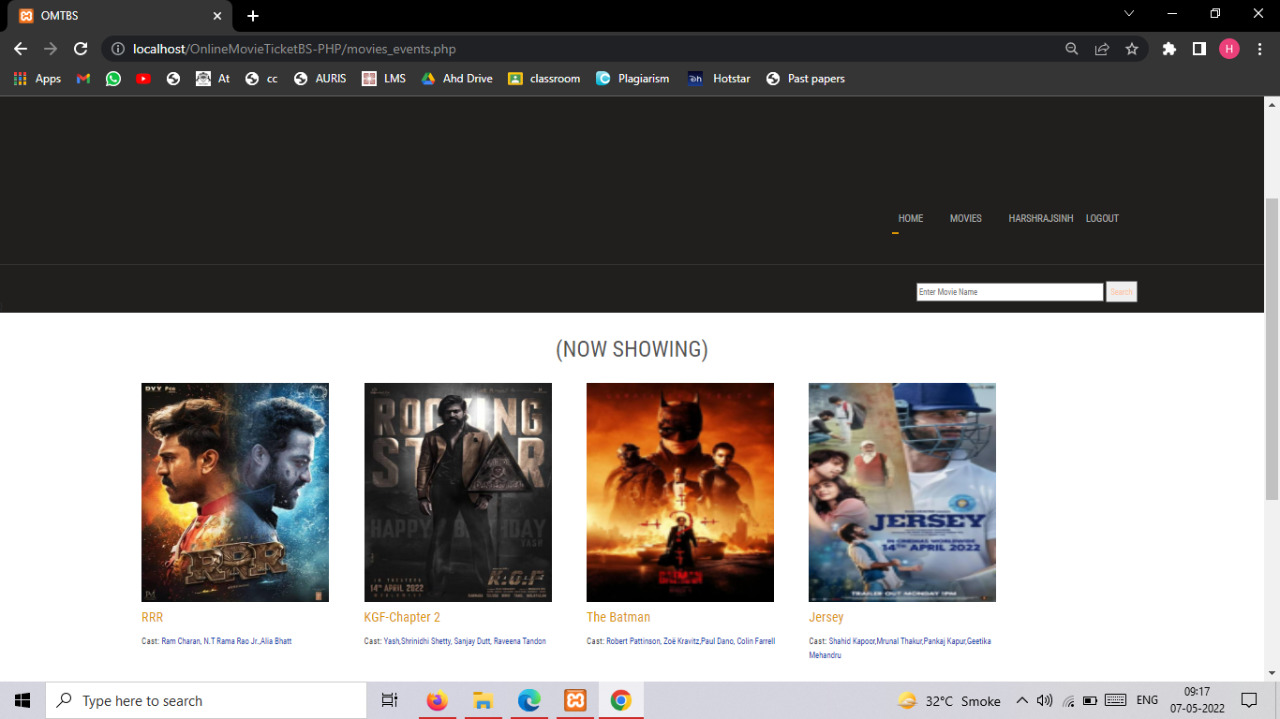 OMTBS
localhost/OnlineMovieTicketBS-PHP/movies_events.php
H
Apps At cc AURIS LMS Ahd Drive classroom Plagiarism Hotstar Past papers
HOME MOVIES HARSHRAJSINH LOGOUT
Enter Movie Name Search
(NOW SHOWING)
RRR
ROCKING
STAR
HAPPY BIRTHDAY
YASH
14TH APRIL 2022
K.G.F
BATMAN
JERSEY
IN CINEMAS WORLDWIDE
14TH APRIL 2022
TRAILER OUT MONDAY 1PM
RRR KGF-Chapter 2 The Batman Jersey
Cast: Ram Charan, N.T Rama Rao Jr.,Alia Bhatt
Cast: Yash,Shrinidhi Shetty, Sanjay Dutt, Raveena Tandon
Cast: Robert Pattinson, Zoë Kravitz,Paul Dano, Colin Farrell
Cast: Shahid Kapoor,Mrunal Thakur,Pankaj Kapur,Geetika
Mehandru
Type here to search
32°C Smoke
ENG
09:17
07-05-2022